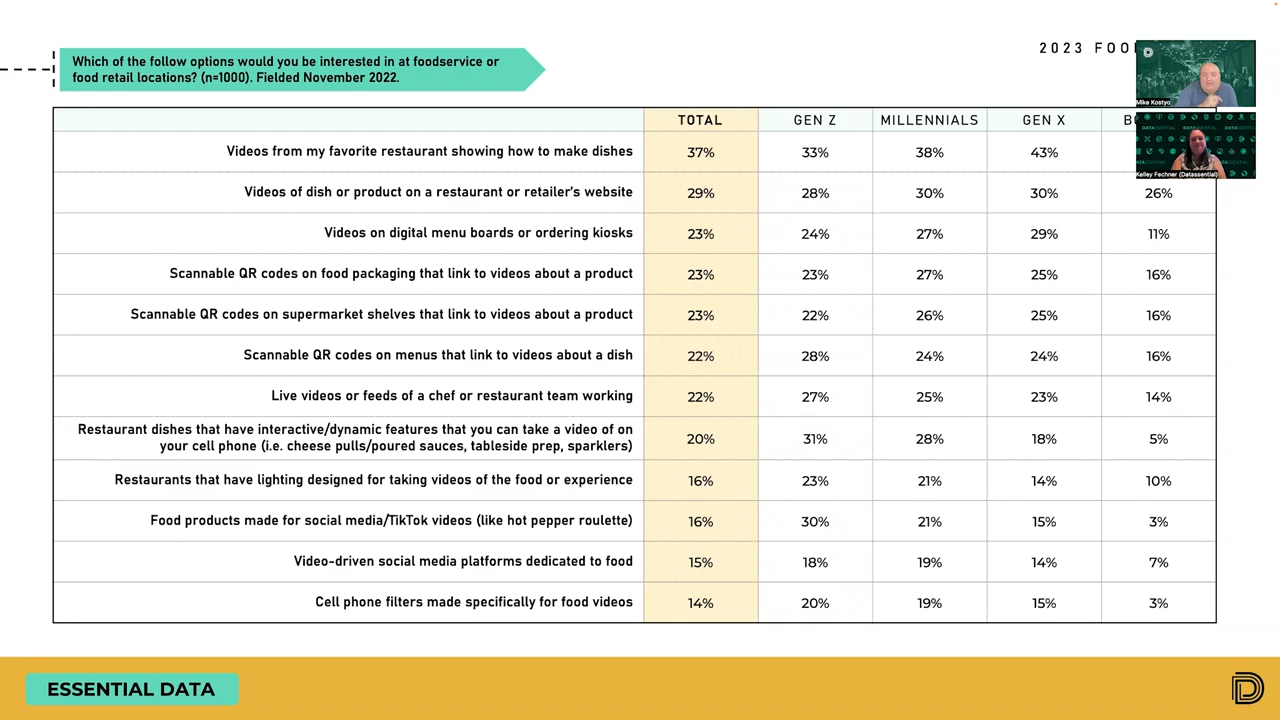 2023 FOO
Which of the follow options would you be interested in at foodservice or
food retail locations? (n=1000). Fielded November 2022.
Mike Kostyo
TOTAL GEN Z MILLENNIALS GEN X
Videos from my favorite restaurant showing how to make dishes 37% 33% 38% 43%
Kelley Fechner (Datassential)
Videos of dish or product on a restaurant or retailer's website 29% 28% 30% 30% 26%
Videos on digital menu boards or ordering kiosks 23% 24% 27% 29% 11%
Scannable QR codes on food packaging that link to videos about a product 23% 23% 27% 25% 16%
Scannable QR codes on supermarket shelves that link to videos about a product 23% 22% 26% 25% 16%
Scannable QR codes on menus that link to videos about a dish 22% 28% 24% 24% 16%
Live videos or feeds of a chef or restaurant team working 22% 27% 25% 23% 14%
Restaurant dishes that have interactive/dynamic features that you can take a video of on
your cell phone (i.e. cheese pulls/poured sauces, tableside prep, sparklers) 20% 31% 28% 18% 5%
Restaurants that have lighting designed for taking videos of the food or experience 16% 23% 21% 14% 10%
Food products made for social media/TikTok videos (like hot pepper roulette) 16% 30% 21% 15% 3%
Video-driven social media platforms dedicated to food 15% 18% 19% 14% 7%
Cell phone filters made specifically for food videos 14% 20% 19% 15% 3%
ESSENTIAL DATA